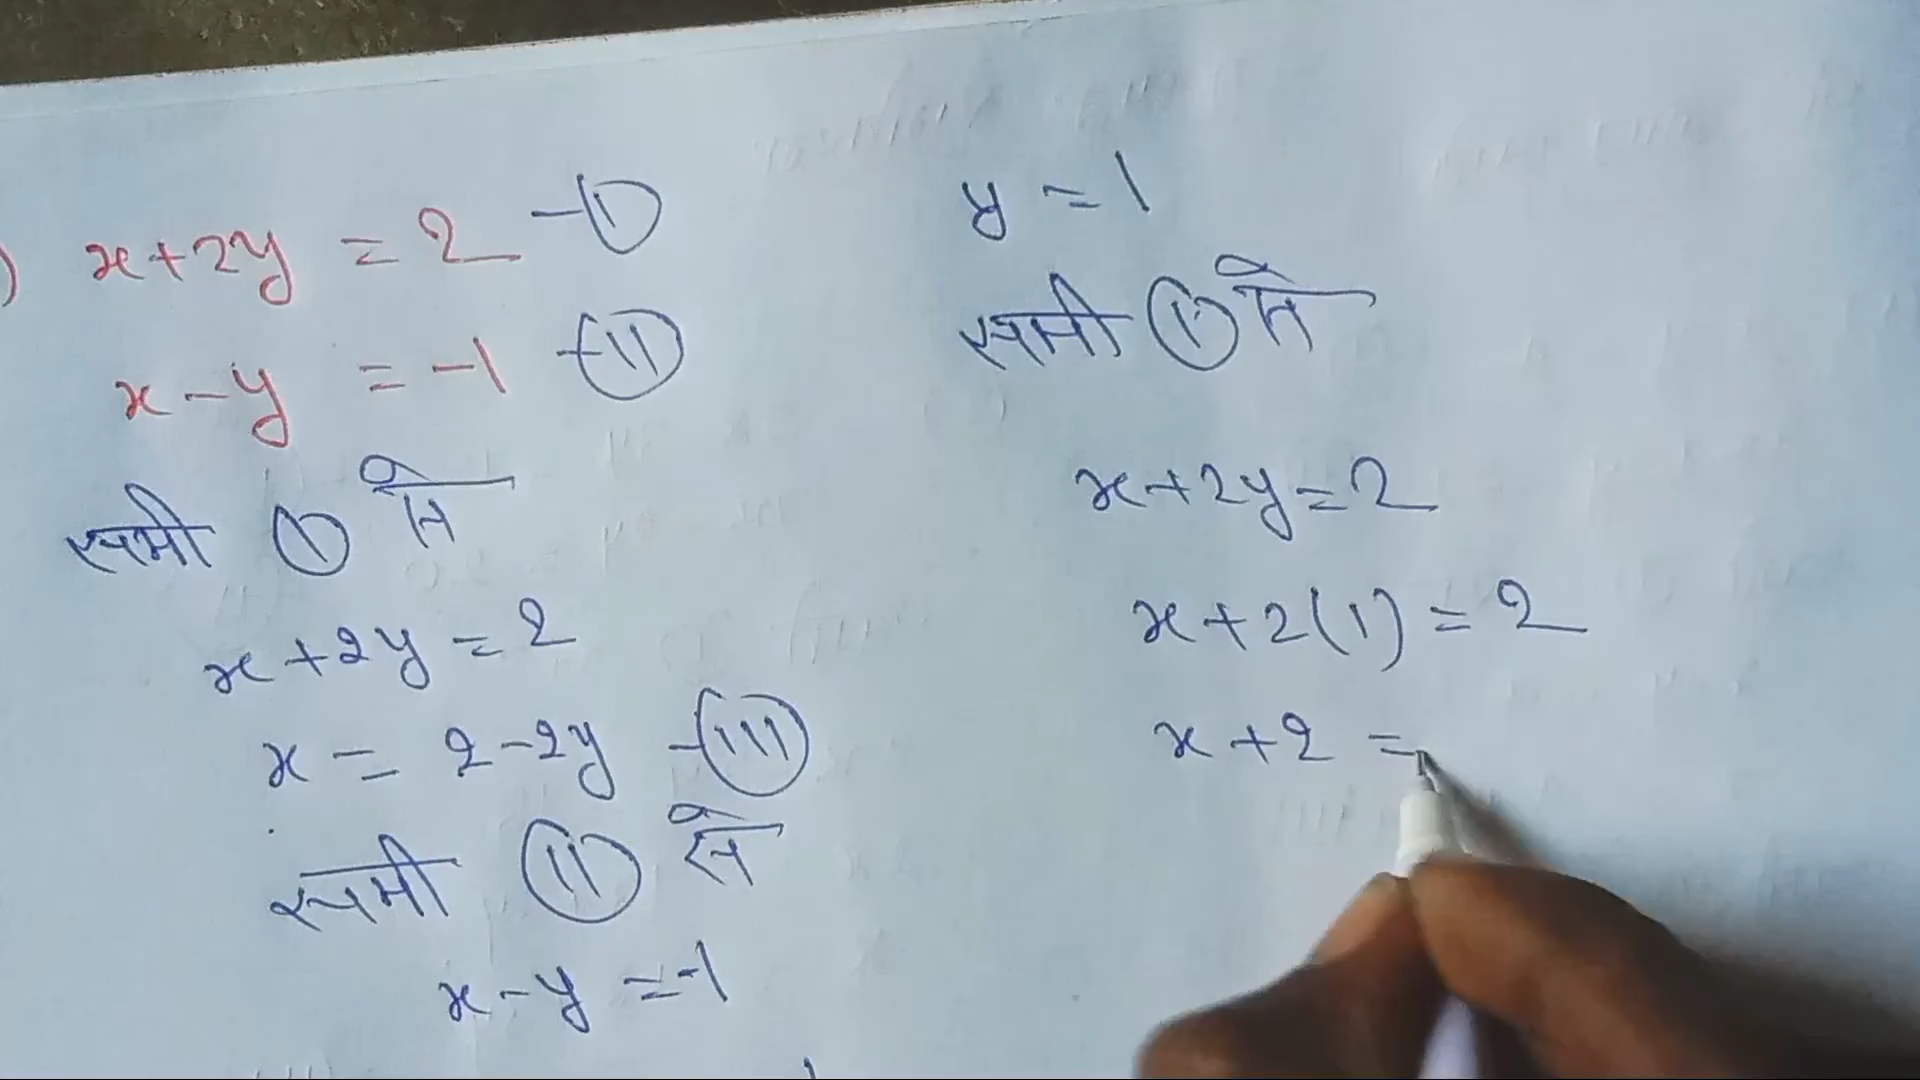 ) x+2y = 2 -(I)
x-y = -1 -(II)
समी (I) से
x+2y = 2
x = 2-2y -(III)
समी (II) से
x-y = -1
y = 1
समी (I) से
x+2y=2
x+2(1) = 2
x+2 =